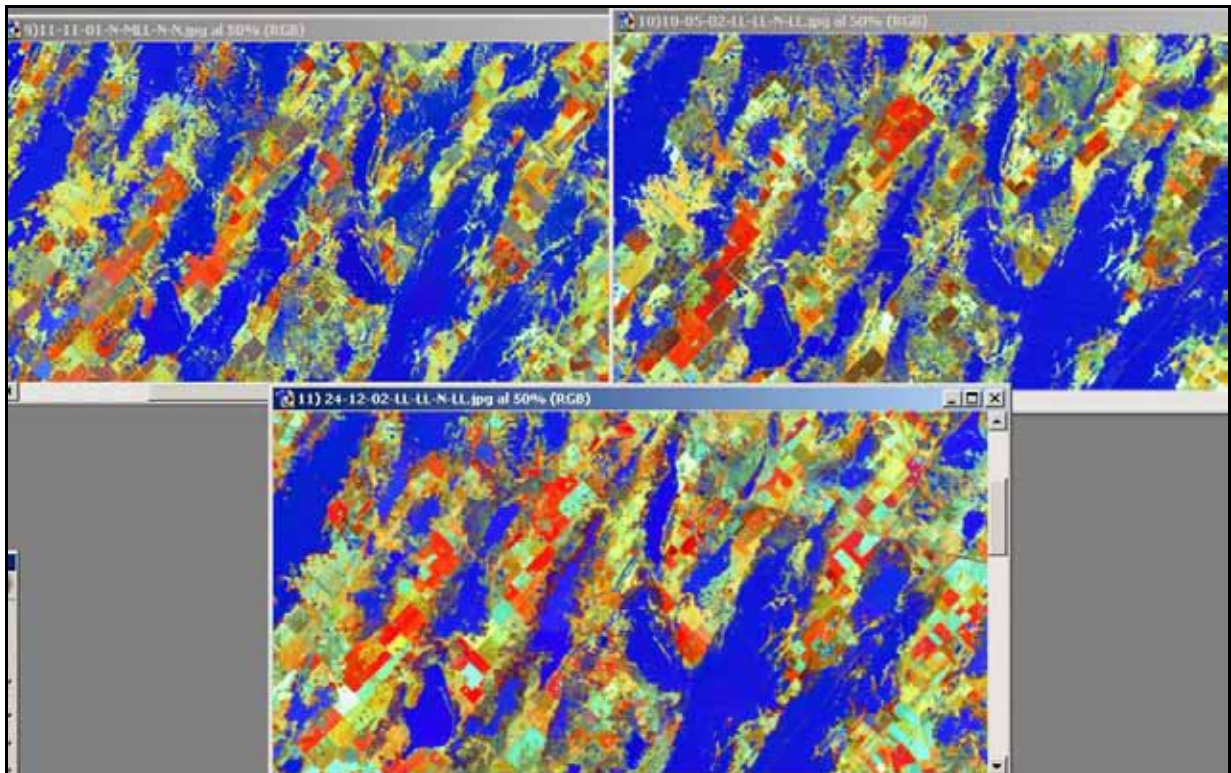 9)11-11-01-N-MLL-N-N.jpg al 50% (RGB)
10)10-05-02-LL-LL-N-LL.jpg al 50% (RGB)
11) 24-12-02-LL-LL-N-LL.jpg al 50% (RGB)